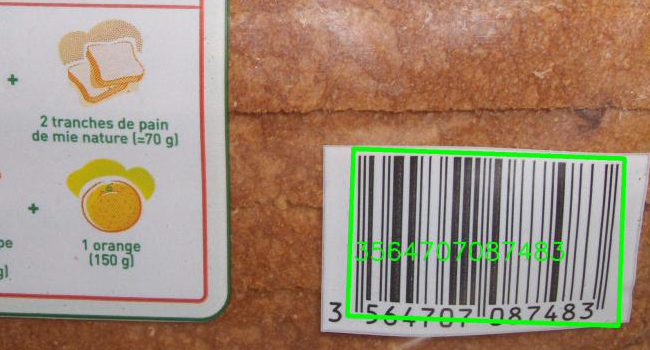 +
2 tranches de pain
de mie nature (=70 g)
+
1 orange
(150 g)
g)
3564707087483
3 564707 087483